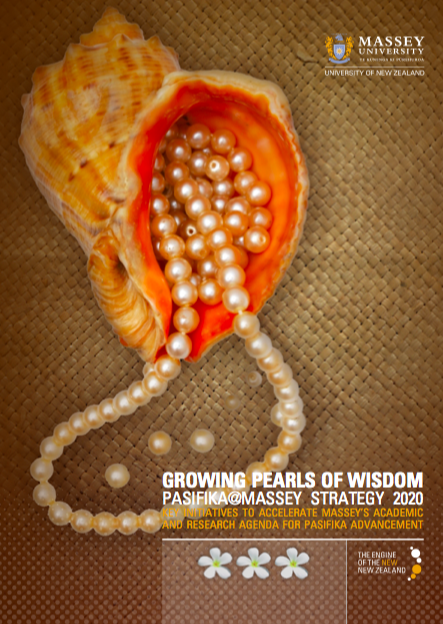 MASSEY
UNIVERSITY
TE KUNENGA KI PŪREHUROA
UNIVERSITY OF NEW ZEALAND
GROWING PEARLS OF WISDOM
PASIFIKA@MASSEY STRATEGY 2020
KEY INITIATIVES TO ACCELERATE MASSEY'S ACADEMIC
AND RESEARCH AGENDA FOR PASIFIKA ADVANCEMENT
THE ENGINE
OF THE NEW
NEW ZEALAND